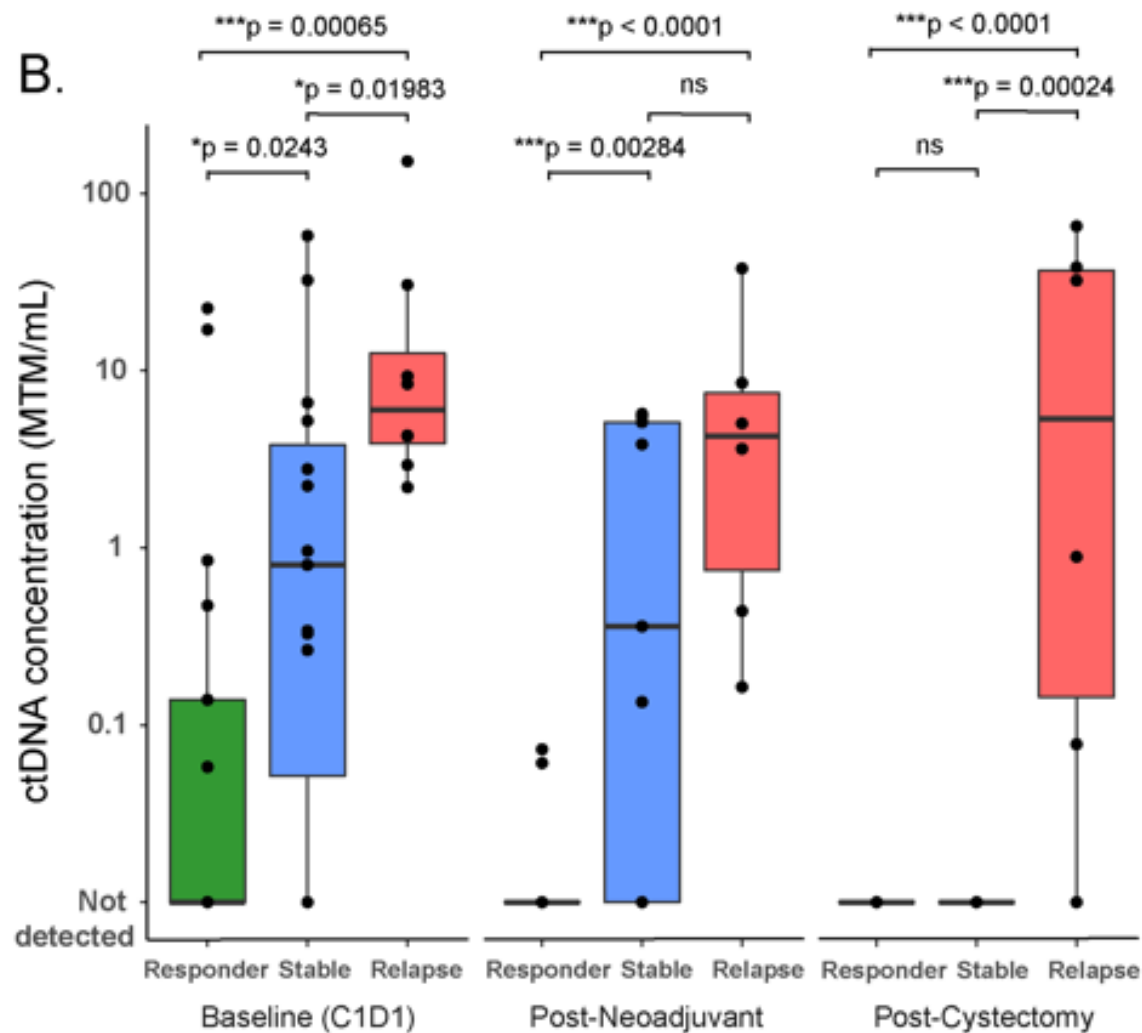 B.
***p = 0.00065
*p = 0.01983
*p = 0.0243
***p < 0.0001
ns
***p = 0.00284
***p < 0.0001
***p = 0.00024
ns
ctDNA concentration (MTM/mL)
100
10
1
0.1
Not
detected
Responder Stable Relapse
Baseline (C1D1)
Responder Stable Relapse
Post-Neoadjuvant
Responder Stable Relapse
Post-Cystectomy